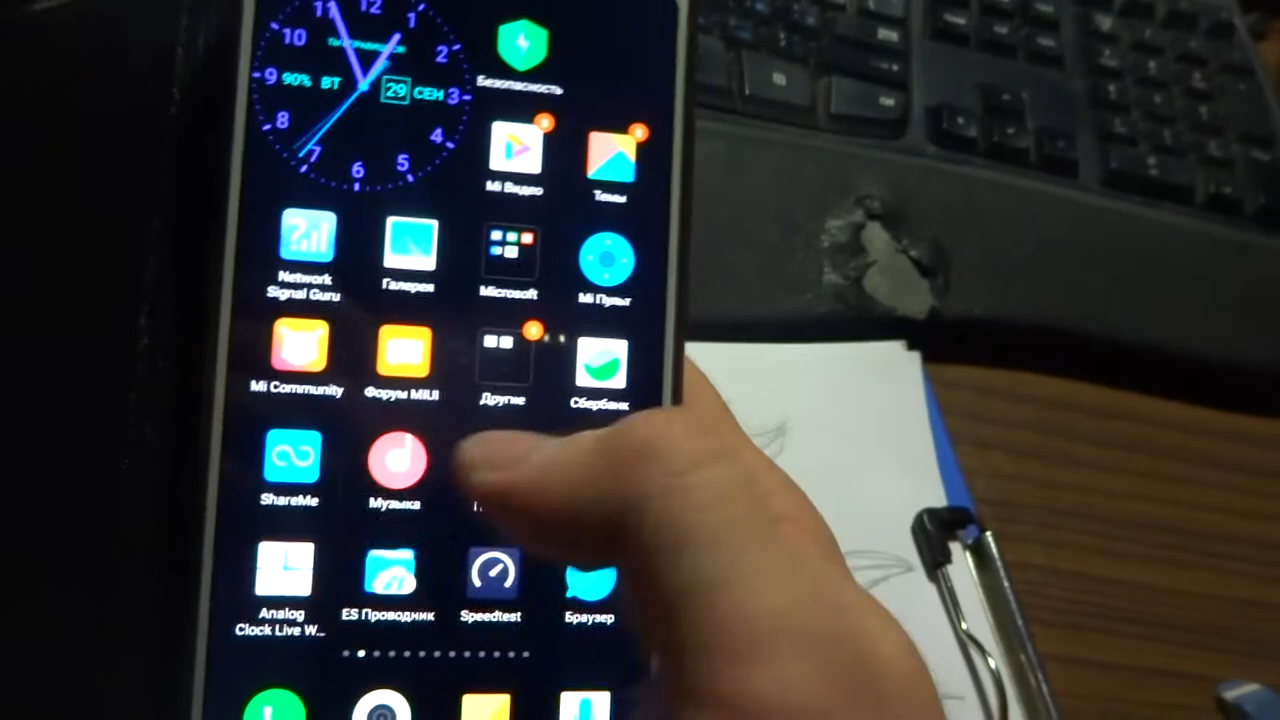 11 12 1
10 2
9 90% ВТ 29 СЕН 3
8 4
7 6 5
Безопасность
Mi Видео
Темы
Network
Signal Guru
Галерея
Microsoft
Mi Пульт
Mi Community
Форум MIUI
Другие
Сбербанк
ShareMe
Музыка
Analog
Clock Live W...
ES Проводник
Speedtest
Браузер